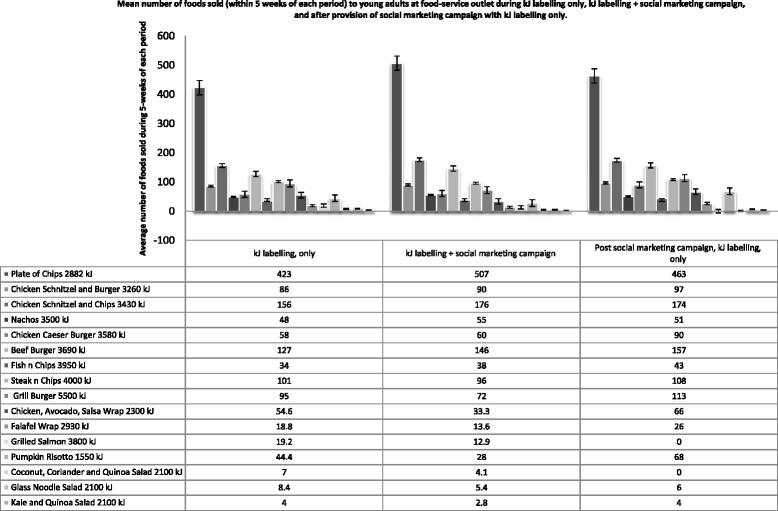 Mean number of foods sold (within 5 weeks of each period) to young adults at food-service outlet during kJ labelling only, kJ labelling + social marketing campaign,
and after provision of social marketing campaign with kJ labelling only.
Average number of foods sold during 5-weeks of each period
600
500
400
300
200
100
0
-100
kJ labelling, only kJ labelling + social marketing campaign Post social marketing campaign, kJ labelling,
only
Plate of Chips 2882 kJ 423 507 463
Chicken Schnitzel and Burger 3260 kJ 86 90 97
Chicken Schnitzel and Chips 3430 kJ 156 176 174
Nachos 3500 kJ 48 55 51
Chicken Caeser Burger 3580 kJ 58 60 90
Beef Burger 3690 kJ 127 146 157
Fish n Chips 3950 kJ 34 38 43
Steak n Chips 4000 kJ 101 96 108
Grill Burger 5500 kJ 95 72 113
Chicken, Avocado, Salsa Wrap 2300 kJ 54.6 33.3 66
Falafel Wrap 2930 kJ 18.8 13.6 26
Grilled Salmon 3800 kJ 19.2 12.9 0
Pumpkin Risotto 1550 kJ 44.4 28 68
Coconut, Coriander and Quinoa Salad 2100 kJ 7 4.1 0
Glass Noodle Salad 2100 kJ 8.4 5.4 6
Kale and Quinoa Salad 2100 kJ 4 2.8 4